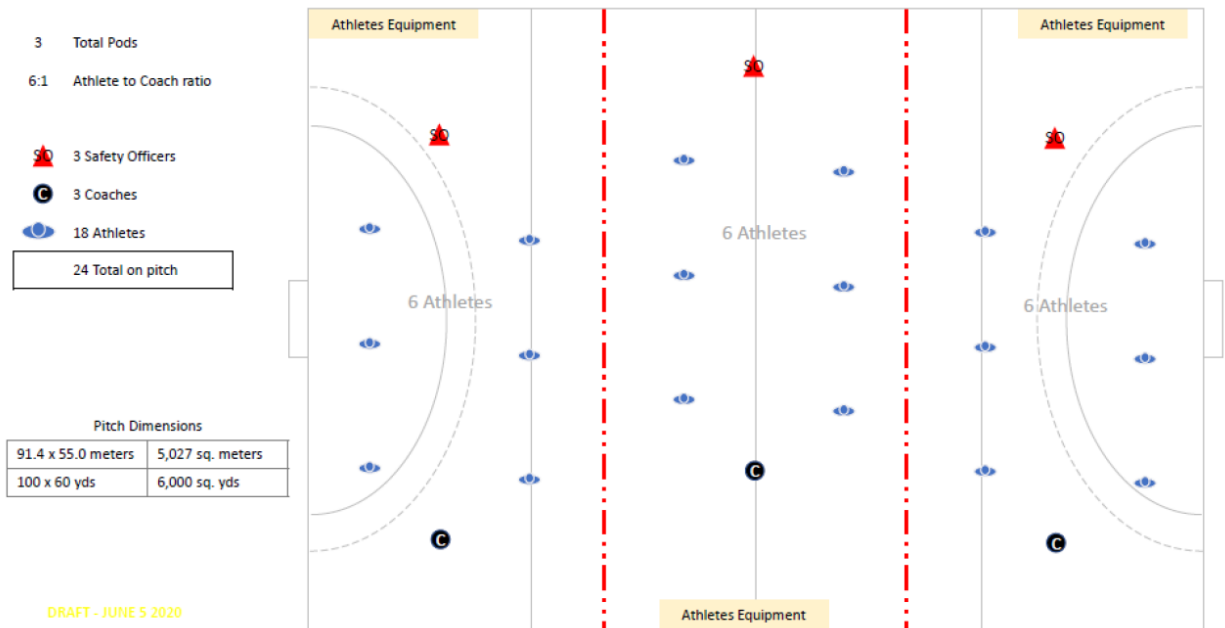 3 Total Pods
6:1 Athlete to Coach ratio
SO 3 Safety Officers
C 3 Coaches
18 Athletes
24 Total on pitch
Pitch Dimensions
91.4 x 55.0 meters 5,027 sq. meters
100 x 60 yds 6,000 sq. yds
DRAFT - JUNE 5 2020
Athletes Equipment
SO
6 Athletes
C
SO
6 Athletes
C
Athletes Equipment
Athletes Equipment
SO
6 Athletes
C